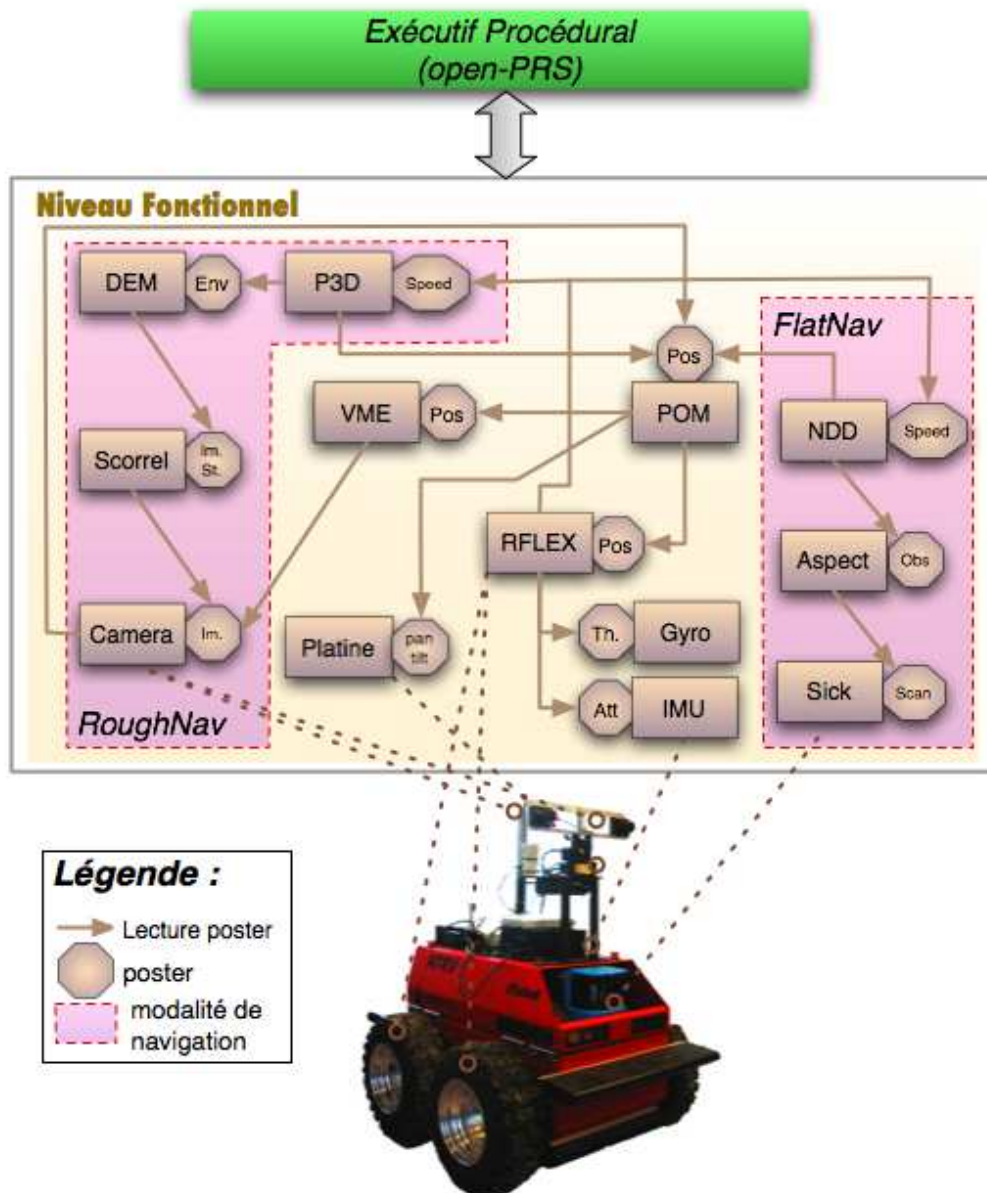 Exécutif Procédural
(open-PRS)
Niveau Fonctionnel
DEM
Env
P3D
Speed
FlatNav
Pos
VME
Pos
POM
NDD
Speed
Scorrel
Im.
St.
RFLEX
Pos
Aspect
Obs
Camera
Im.
Platine
pan
tilt
Th.
Gyro
Att
IMU
Sick
Scan
RoughNav
Légende :
Lecture poster
poster
modalité de
navigation